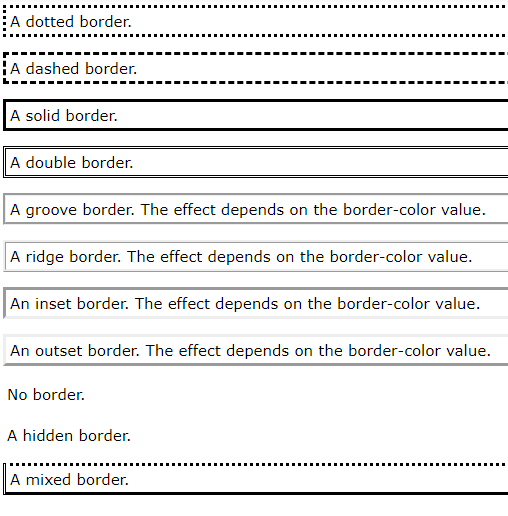 A dotted border.
A dashed border.
A solid border.
A double border.
A groove border. The effect depends on the border-color value.
A ridge border. The effect depends on the border-color value.
An inset border. The effect depends on the border-color value.
An outset border. The effect depends on the border-color value.
No border.
A hidden border.
A mixed border.